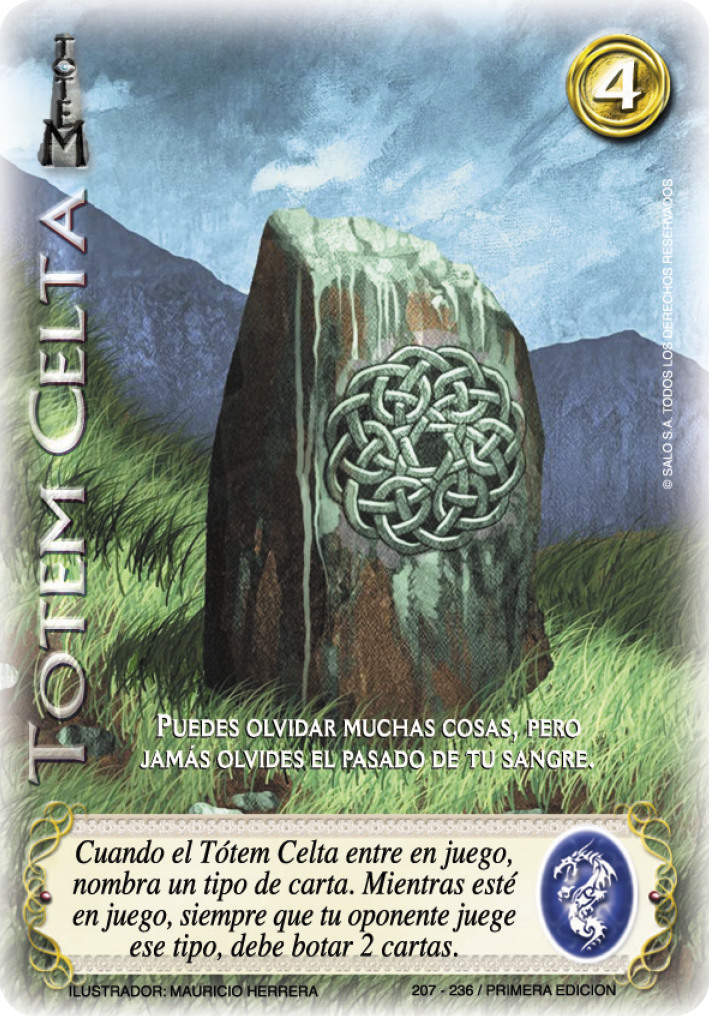 TOTEM
4
TÓTEM CELTA
© SALO S.A. TODOS LOS DERECHOS RESERVADOS
PUEDES OLVIDAR MUCHAS COSAS, PERO
JAMÁS OLVIDES EL PASADO DE TU SANGRE.
Cuando el Tótem Celta entre en juego,
nombra un tipo de carta. Mientras esté
en juego, siempre que tu oponente juege
ese tipo, debe botar 2 cartas.
ILUSTRADOR: MAURICIO HERRERA
207 - 236 / PRIMERA EDICION